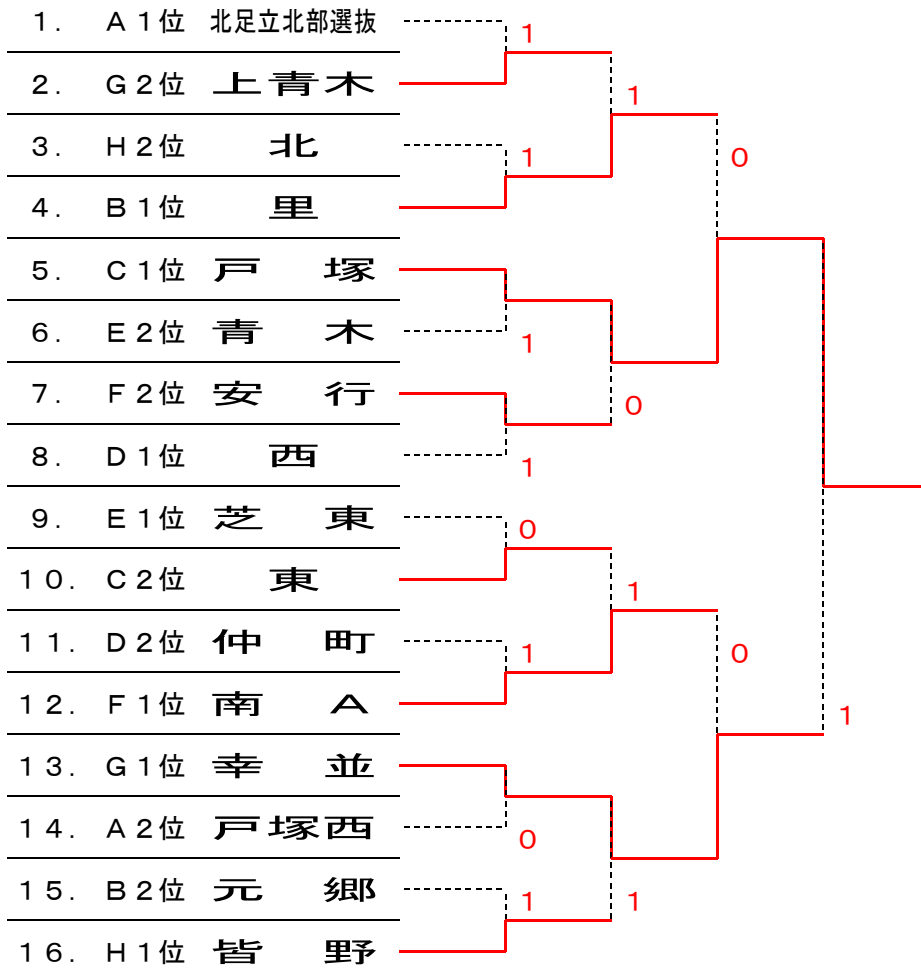 1. A1位 北足立北部選抜
1
2. G2位 上青木
1
3. H2位 北
1
0
4. B1位 里
5. C1位 戸塚
6. E2位 青木
1
7. F2位 安行
0
8. D1位 西
1
9. E1位 芝東
0
10. C2位 東
1
11. D2位 仲町
1
0
12. F1位 南A
1
13. G1位 幸並
14. A2位 戸塚西
0
15. B2位 元郷
1
1
16. H1位 皆野